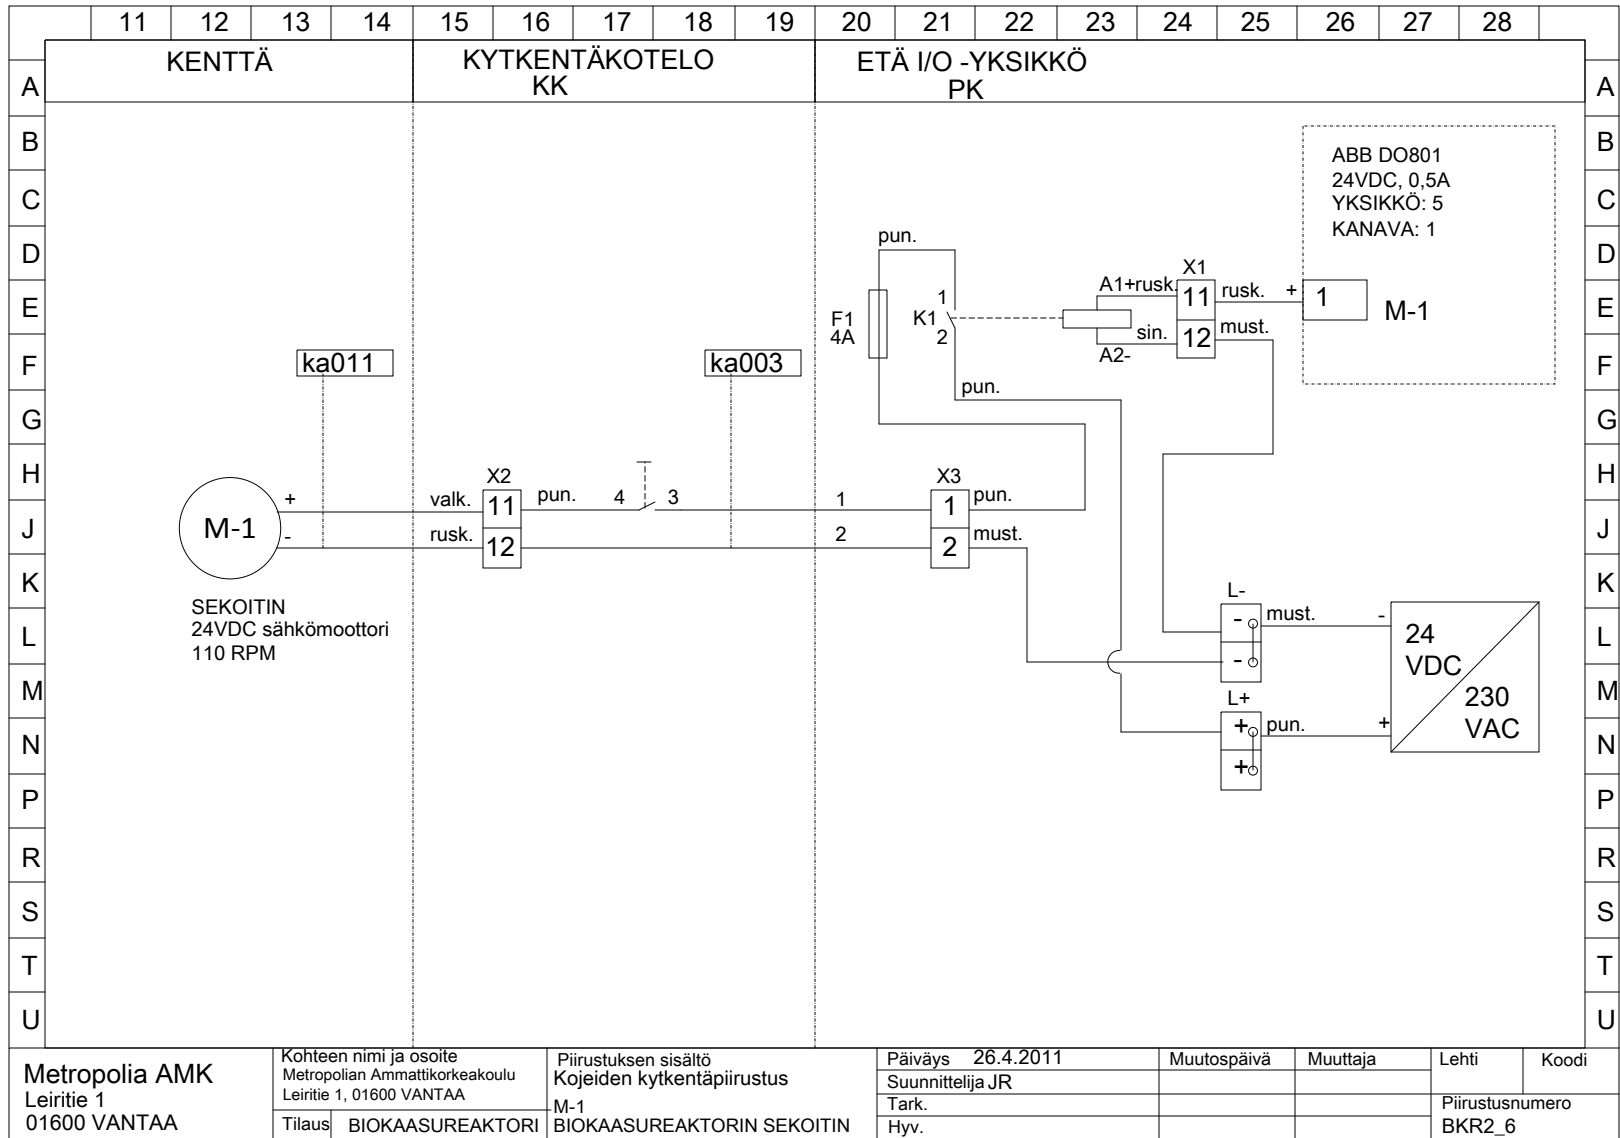 11 12 13 14 15 16 17 18 19 20 21 22 23 24 25 26 27 28
KENTTÄ
KYTKENTÄKOTELO
KK
ETÄ I/O -YKSIKKÖ
PK
A A
B B
C C
D D
E E
F F
G G
H H
J J
K K
L L
M M
N N
P P
R R
S S
T T
U U
ABB DO801
24VDC, 0,5A
YKSIKKÖ: 5
KANAVA: 1
pun.
X1
A1+rusk. 11 rusk. + 1 M-1
F1
4A
K1
1
2
sin. 12 must.
A2-
pun.
ka011
ka003
M-1
+
-
SEKOITIN
24VDC sähkömoottori
110 RPM
X2
valk. 11 pun. 4 3
rusk. 12
X3
1 1 pun.
2 2 must.
L-
- must. -
-
L+
+ pun. +
+
24
VDC
230
VAC
Metropolia AMK
Leiritie 1
01600 VANTAA
Kohteen nimi ja osoite
Metropolian Ammattikorkeakoulu
Leiritie 1, 01600 VANTAA
Tilaus BIOKAASUREAKTORI
Piirustuksen sisältö
Kojeiden kytkentäpiirustus
M-1
BIOKAASUREAKTORIN SEKOITIN
Päiväys 26.4.2011
Suunnittelija JR
Tark.
Hyv.
Muutospäivä
Muuttaja
Lehti
Koodi
Piirustusnumero
BKR2_6